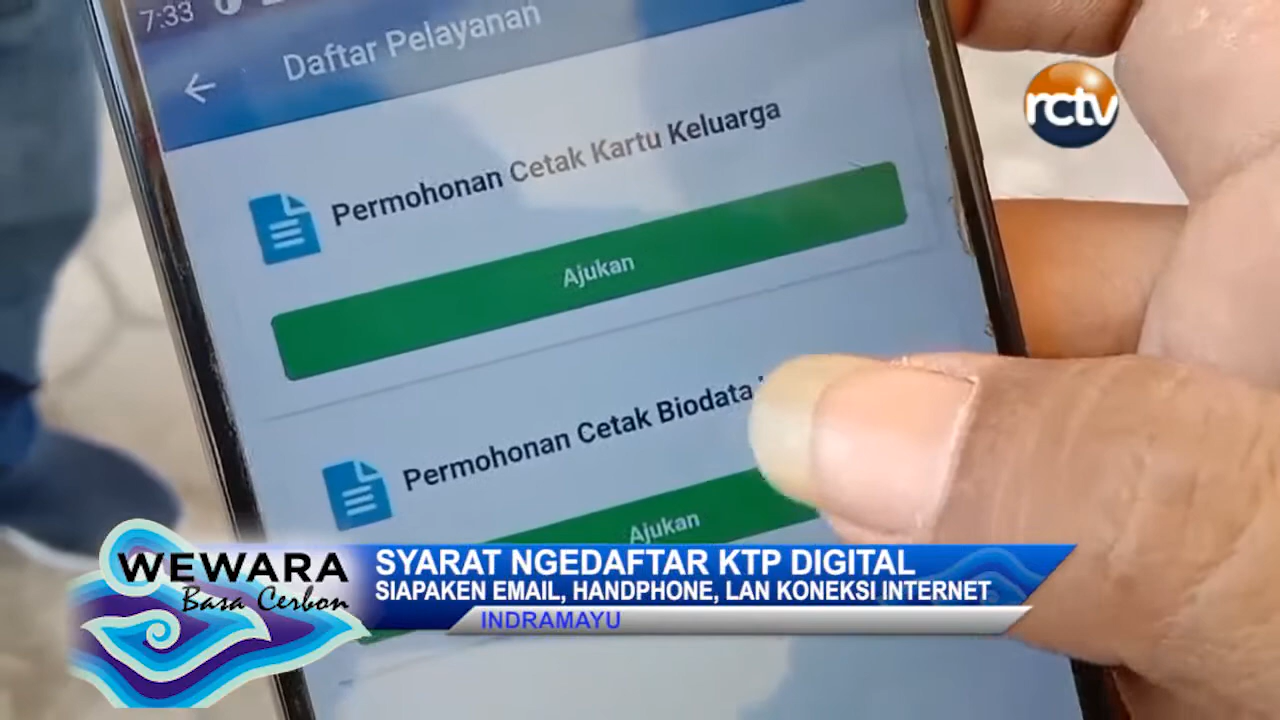 7:33
Daftar Pelayanan
rctv
Permohonan Cetak Kartu Keluarga
Ajukan
Permohonan Cetak Biodata
Ajukan
WEWARA
Basa Cerbon
SYARAT NGEDAFTAR KTP DIGITAL
SIAPAKEN EMAIL, HANDPHONE, LAN KONEKSI INTERNET
INDRAMAYU